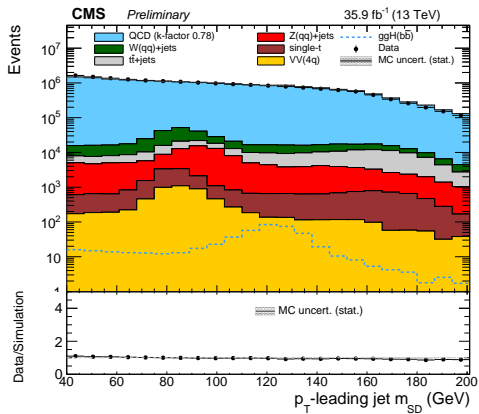 CMS Preliminary 35.9 fb⁻¹ (13 TeV)
Events
QCD (k-factor 0.78) Z(qq)+jets ggH(bb̄)
W(qq)+jets single-t Data
tt̄+jets VV(4q) MC uncert. (stat.)
10⁷
10⁶
10⁵
10⁴
10³
10²
10
1
Data/Simulation
MC uncert. (stat.)
4
2
0
40 60 80 100 120 140 160 180 200
p_T-leading jet m_SD (GeV)